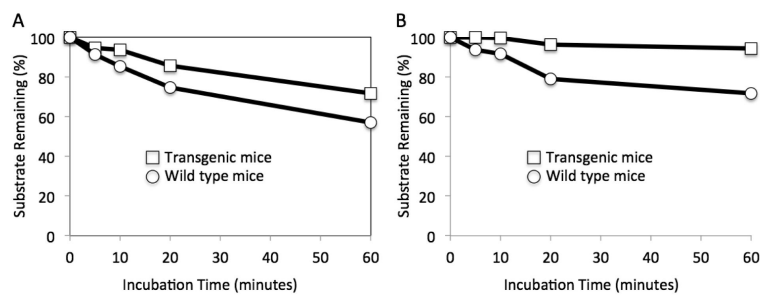 A
Substrate Remaining (%)
100
80
60
40
20
0
Transgenic mice
Wild type mice
0 10 20 30 40 50 60
Incubation Time (minutes)
B
Substrate Remaining (%)
100
80
60
40
20
0
Transgenic mice
Wild type mice
0 10 20 30 40 50 60
Incubation Time (minutes)